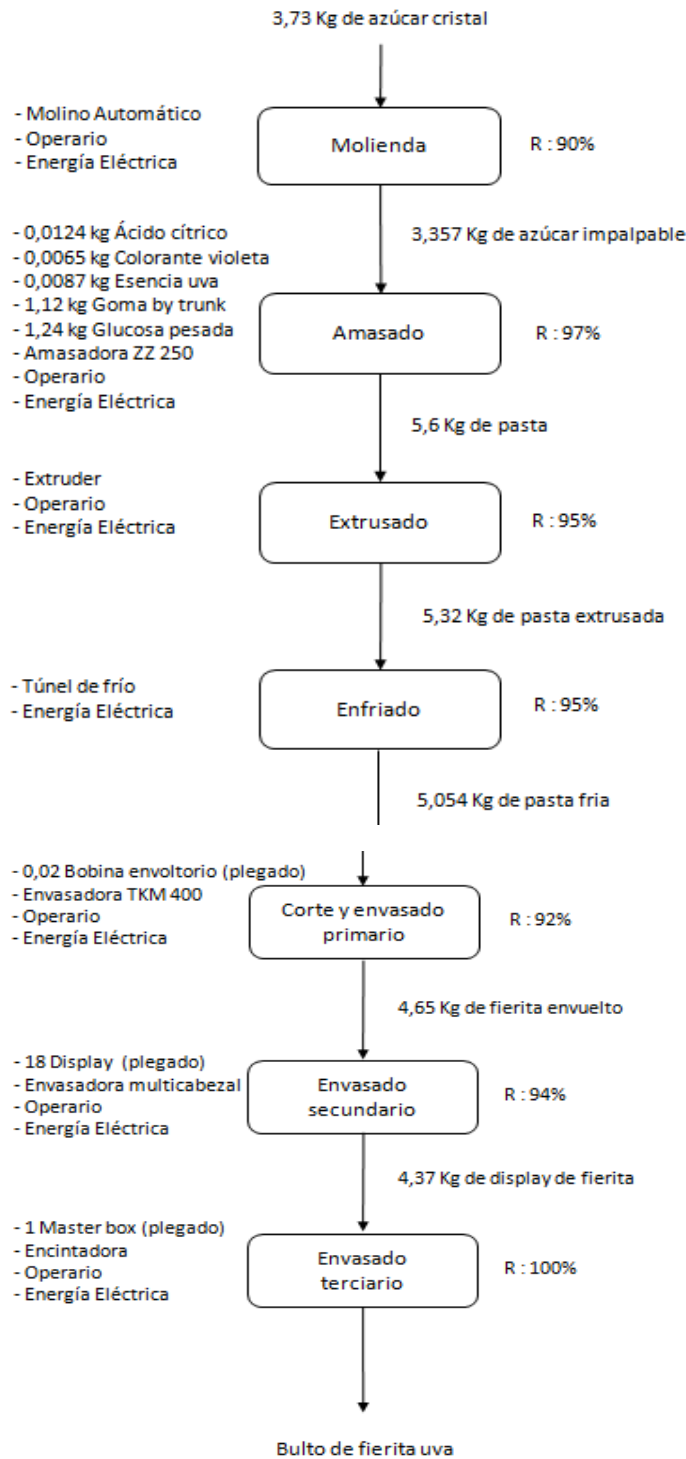 3,73 Kg de azúcar cristal
- Molino Automático
- Operario
- Energía Eléctrica
Molienda
R : 90%
3,357 Kg de azúcar impalpable
- 0,0124 kg Ácido cítrico
- 0,0065 kg Colorante violeta
- 0,0087 kg Esencia uva
- 1,12 kg Goma by trunk
- 1,24 kg Glucosa pesada
- Amasadora ZZ 250
- Operario
- Energía Eléctrica
Amasado
R : 97%
5,6 Kg de pasta
- Extruder
- Operario
- Energía Eléctrica
Extrusado
R : 95%
5,32 Kg de pasta extrusada
- Túnel de frío
- Energía Eléctrica
Enfriado
R : 95%
5,054 Kg de pasta fria
- 0,02 Bobina envoltorio (plegado)
- Envasadora TKM 400
- Operario
- Energía Eléctrica
Corte y envasado
primario
R : 92%
4,65 Kg de fierita envuelto
- 18 Display (plegado)
- Envasadora multicabezal
- Operario
- Energía Eléctrica
Envasado
secundario
R : 94%
4,37 Kg de display de fierita
- 1 Master box (plegado)
- Encintadora
- Operario
- Energía Eléctrica
Envasado
terciario
R : 100%
Bulto de fierita uva